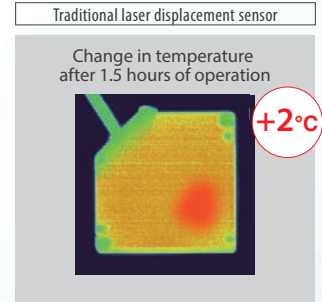 Traditional laser displacement sensor
Change in temperature
after 1.5 hours of operation
+2°C